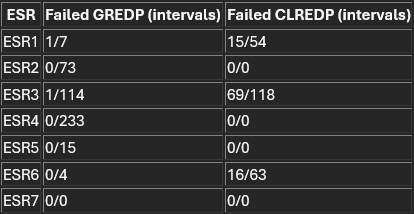 ESR Failed GREDP (intervals) Failed CLREDP (intervals)
ESR1 1/7 15/54
ESR2 0/73 0/0
ESR3 1/114 69/118
ESR4 0/233 0/0
ESR5 0/15 0/0
ESR6 0/4 16/63
ESR7 0/0 0/0